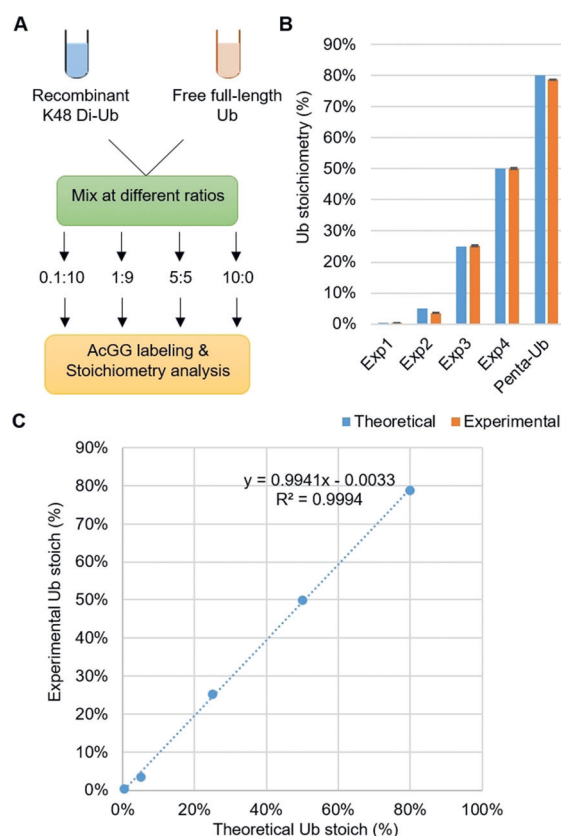 A
Recombinant
K48 Di-Ub
Free full-length
Ub
Mix at different ratios
0.1:10
1:9
5:5
10:0
AcGG labeling &
Stoichiometry analysis
B
Ub stoichiometry (%)
90%
80%
70%
60%
50%
40%
30%
20%
10%
0%
Exp1
Exp2
Exp3
Exp4
Penta-Ub
Theoretical
Experimental
C
Experimental Ub stoich (%)
90%
80%
70%
60%
50%
40%
30%
20%
10%
0%
y = 0.9941x - 0.0033
R² = 0.9994
0%
20%
40%
60%
80%
100%
Theoretical Ub stoich (%)